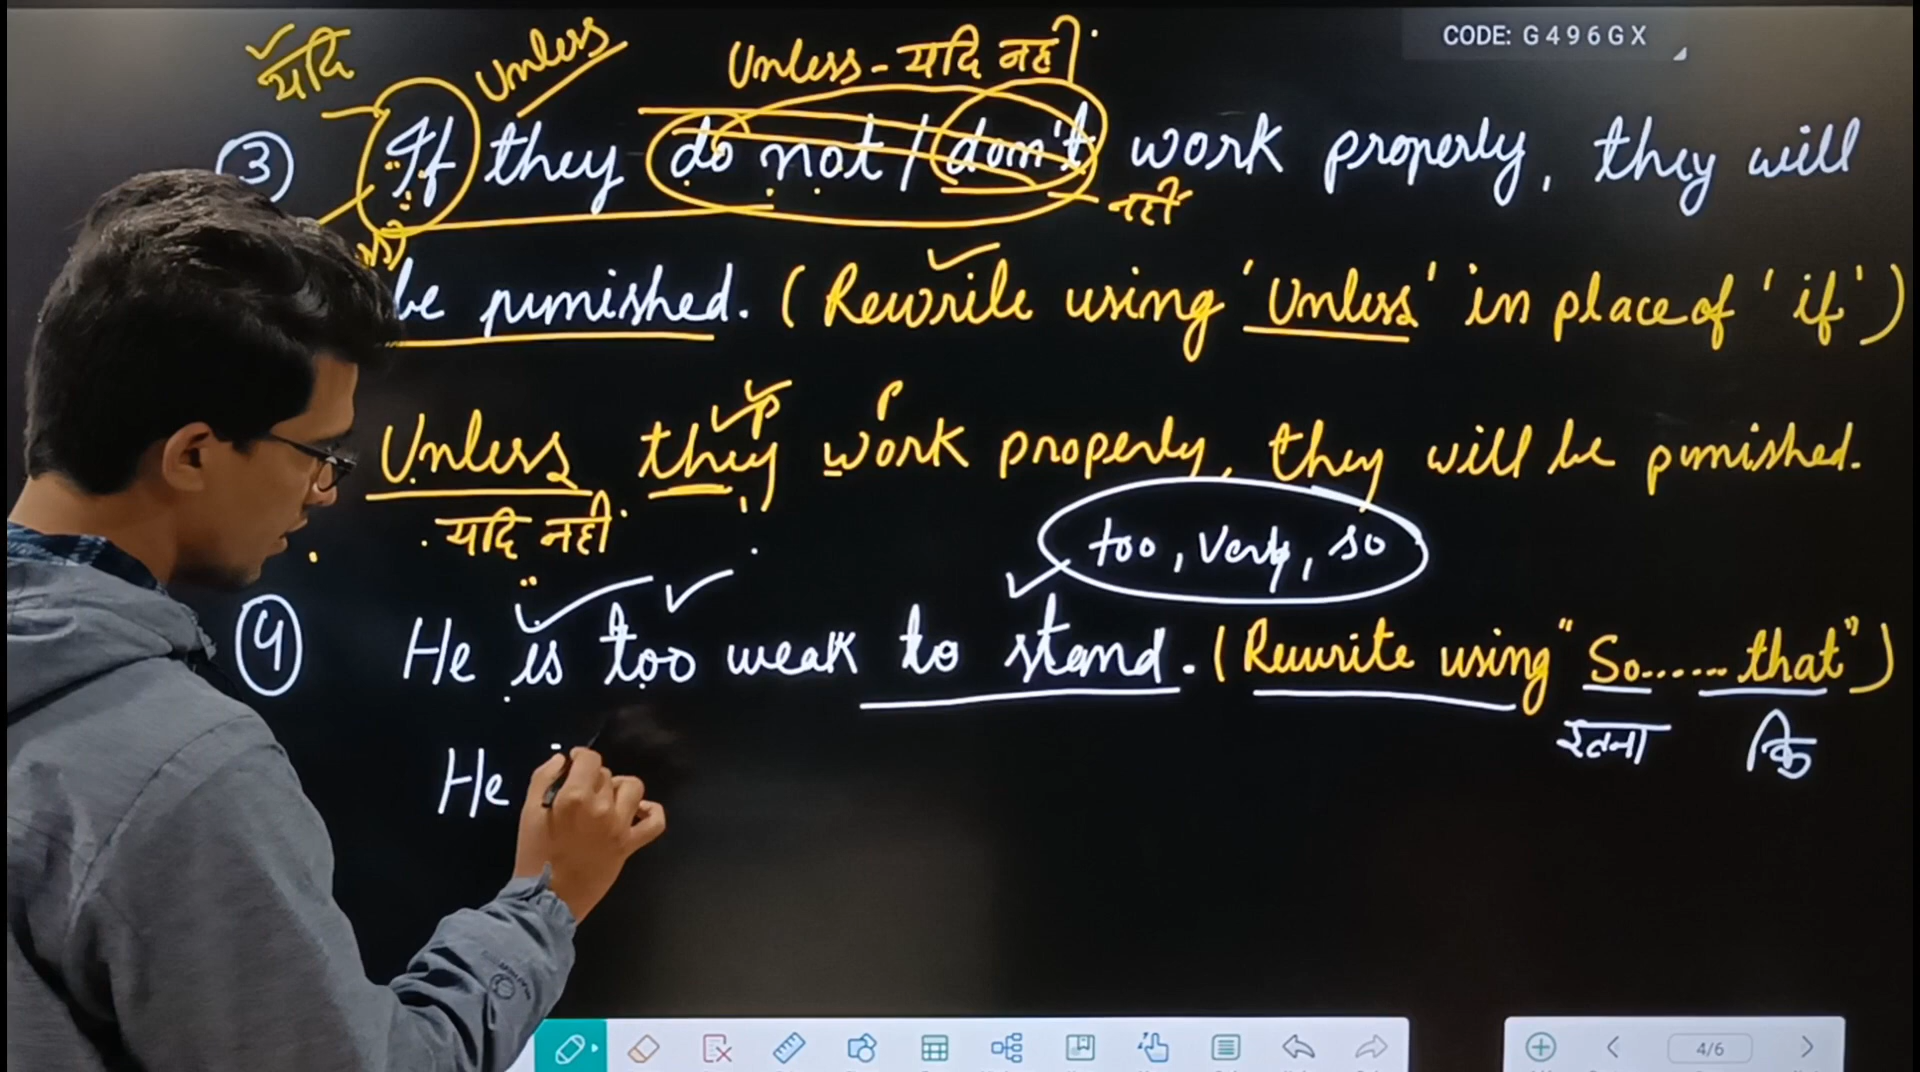 CODE: G496GX
यदि Unless Unless - यदि नहीं
3 If they do not / don't work properly, they will
नहीं
be punished. (Rewrite using 'Unless' in place of 'if')
Unless they work properly, they will be punished.
यदि नहीं
too, Very, so
4 He is too weak to stand. (Rewrite using "So......that")
इतना कि
He
4/6